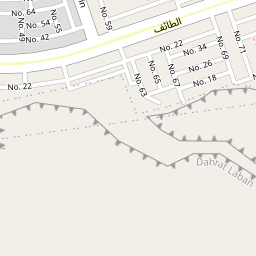 No. 64
No. 49
No. 54
No. 55
No. 42
No. 59
الطائف
No. 22
No. 34
No. 71
No. 69
No. 26
No. 65
No. 18
No. 67
No. 63
No. 22
Dahrat Laban